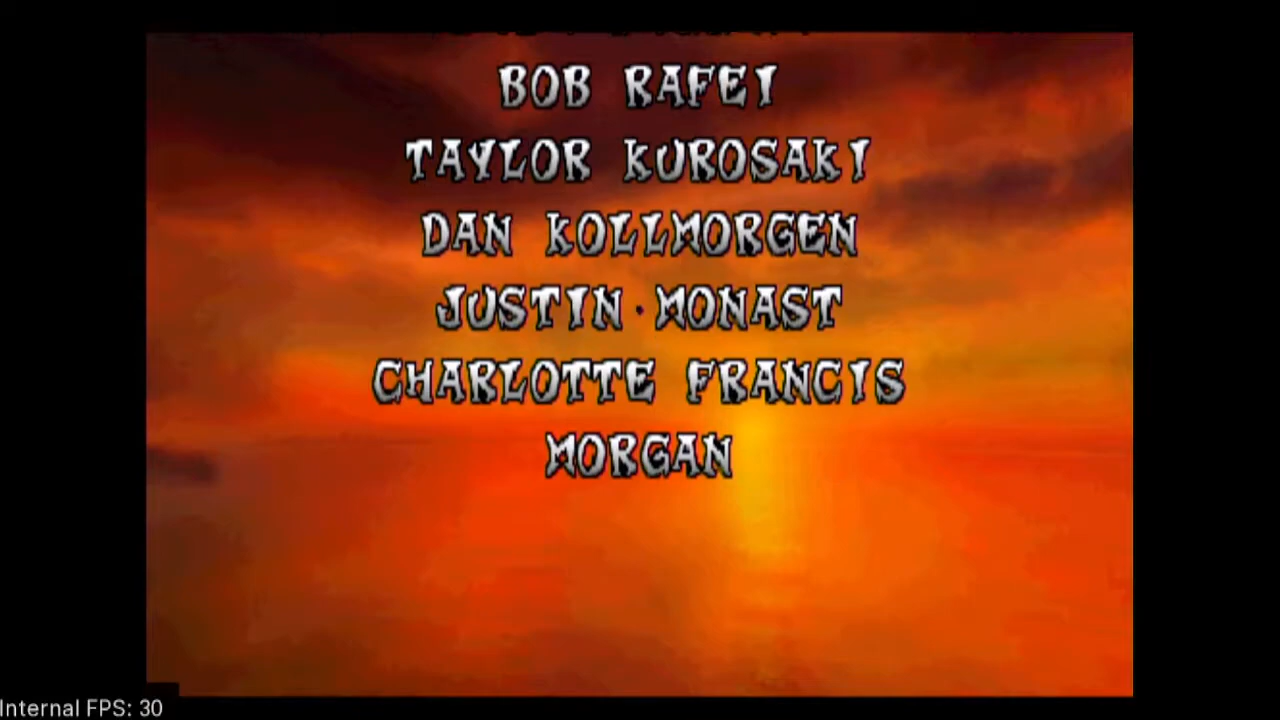 BOB RAFEI
TAYLOR KUROSAKI
DAN KOLLMORGEN
JUSTIN MONAST
CHARLOTTE FRANCIS
MORGAN
Internal FPS: 30